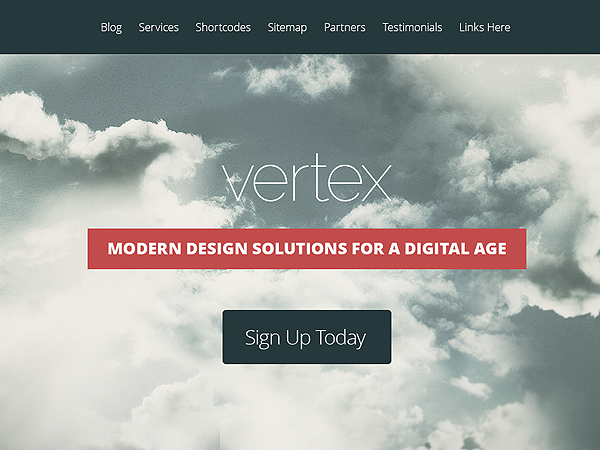 Blog Services Shortcodes Sitemap Partners Testimonials Links Here
vertex
MODERN DESIGN SOLUTIONS FOR A DIGITAL AGE
Sign Up Today